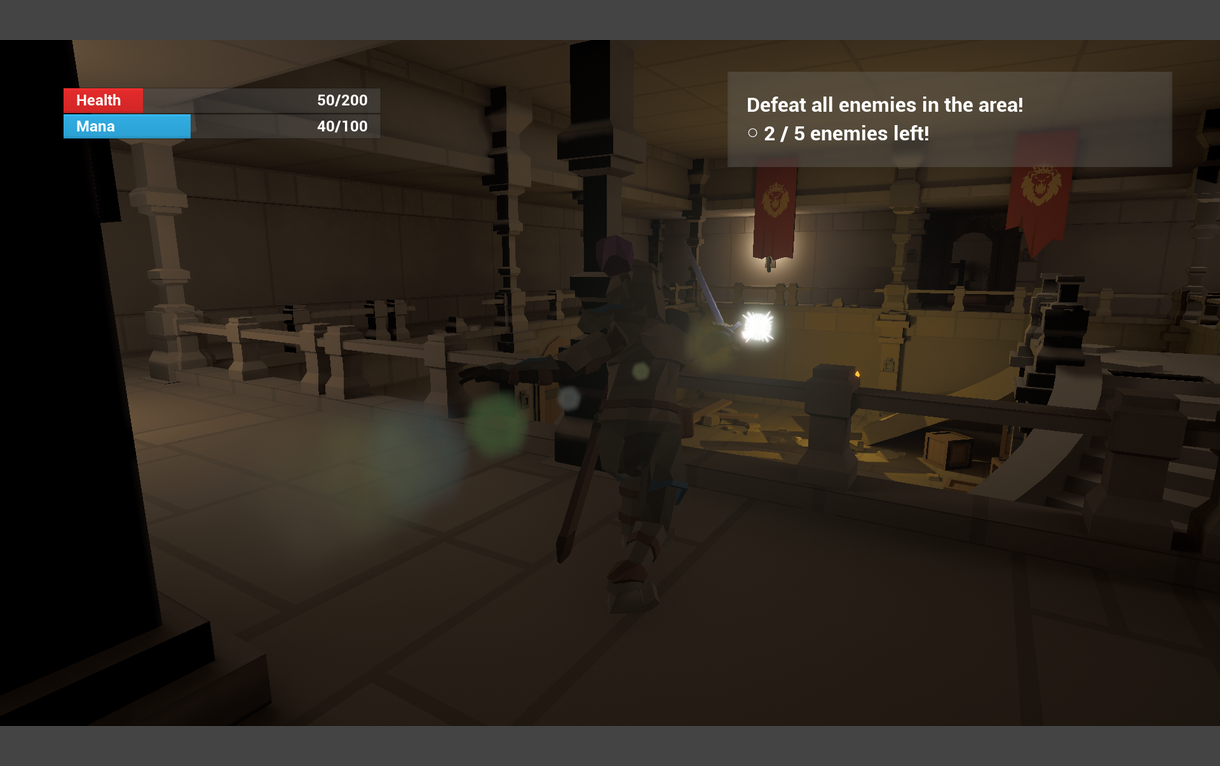 Health 50/200
Mana 40/100
Defeat all enemies in the area!
○ 2 / 5 enemies left!